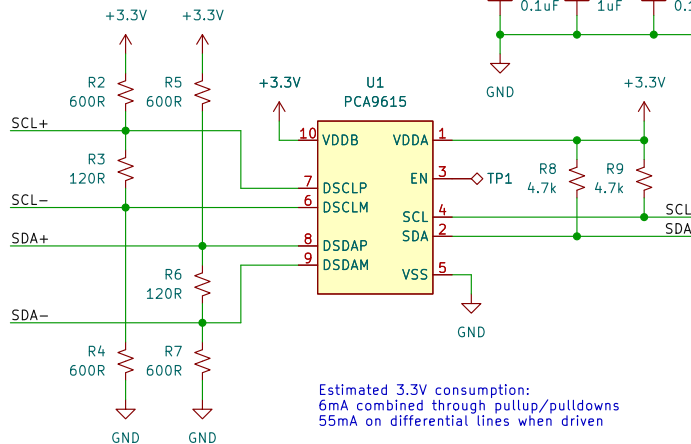 +3.3V
+3.3V
0.1uF
1uF
R2
600R
R5
600R
+3.3V
U1
PCA9615
GND
+3.3V
SCL+
10
VDDB
VDDA
1
R3
120R
EN
3
TP1
R8
4.7k
R9
4.7k
7
DSCLP
SCL-
6
DSCLM
SCL
4
SCL
SDA+
8
DSDAP
SDA
2
SDA
9
DSDAM
R6
120R
VSS
5
SDA-
GND
R4
600R
R7
600R
GND
GND
Estimated 3.3V consumption:
6mA combined through pullup/pulldowns
55mA on differential lines when driven